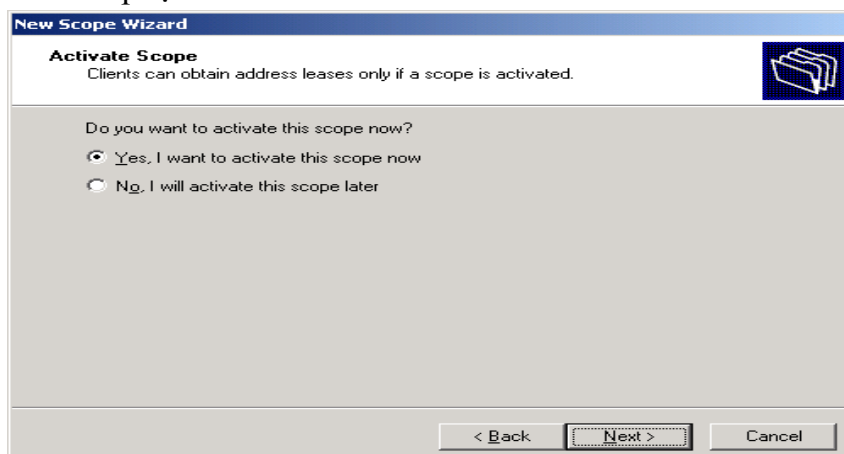 New Scope Wizard
Activate Scope
Clients can obtain address leases only if a scope is activated.
Do you want to activate this scope now?
Yes, I want to activate this scope now
No, I will activate this scope later
< Back Next > Cancel